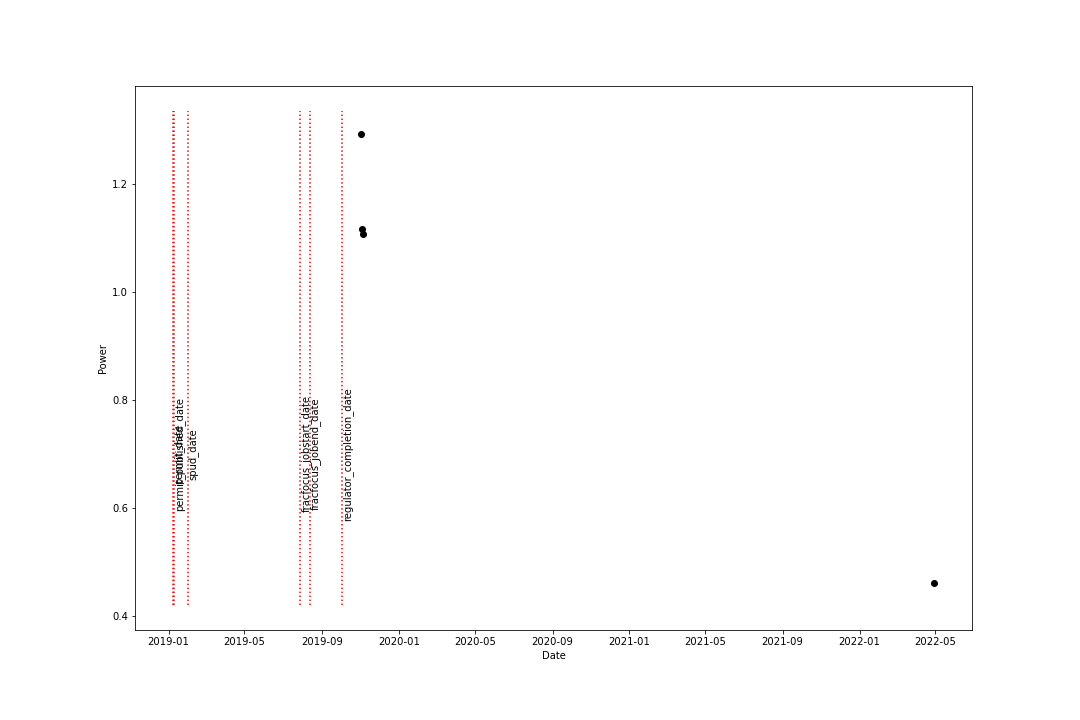 1.2
1.0
0.8
0.6
0.4
Power
permit_date
spud_date
fracfocus_jobstart_date
fracfocus_jobend_date
regulator_completion_date
2019-01 2019-05 2019-09 2020-01 2020-05 2020-09 2021-01 2021-05 2021-09 2022-01 2022-05
Date